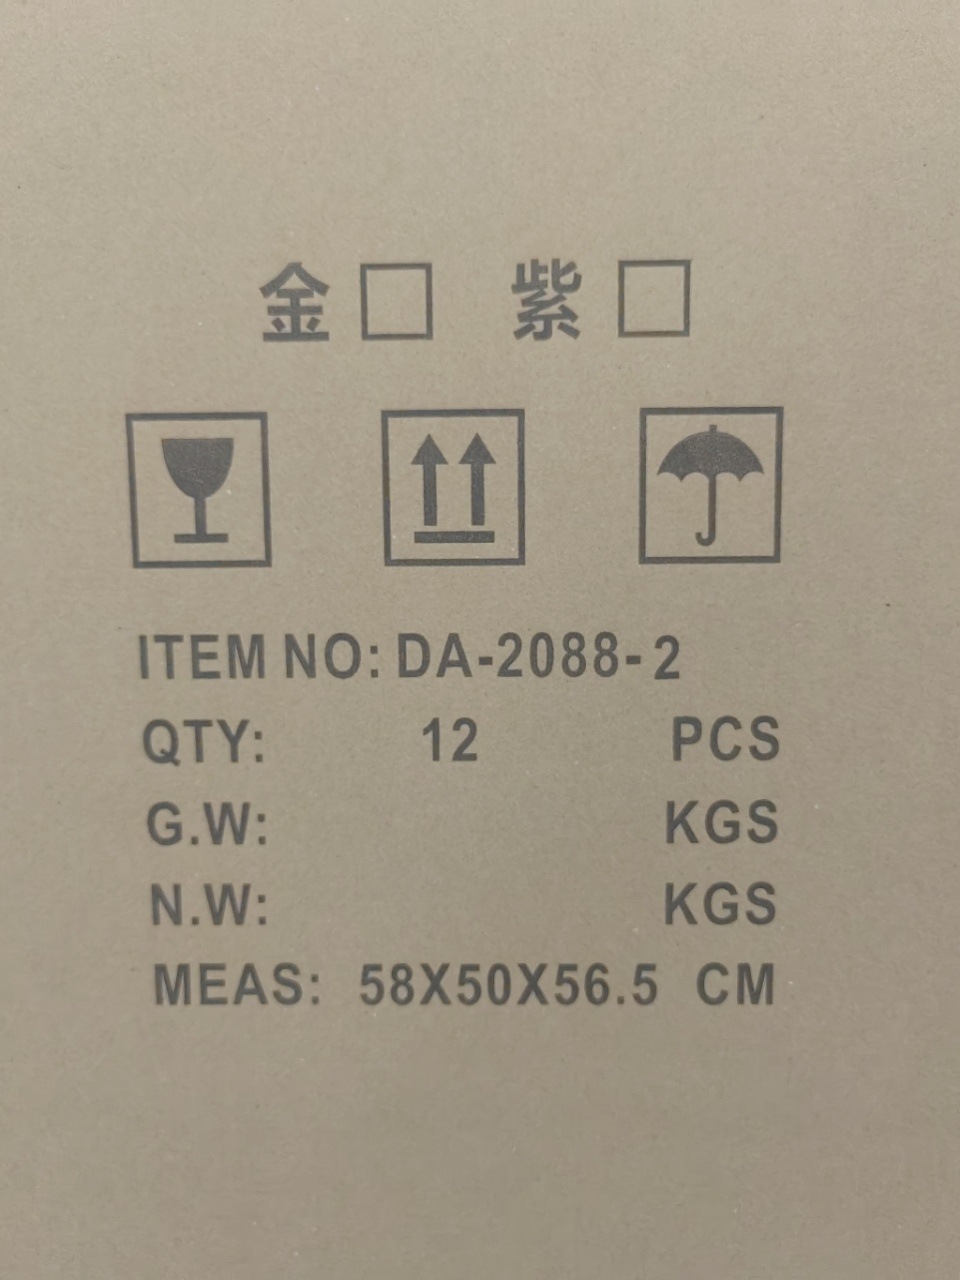 金 □ 紫 □
ITEM NO: DA-2088-2
QTY: 12 PCS
G.W: KGS
N.W: KGS
MEAS: 58X50X56.5 CM